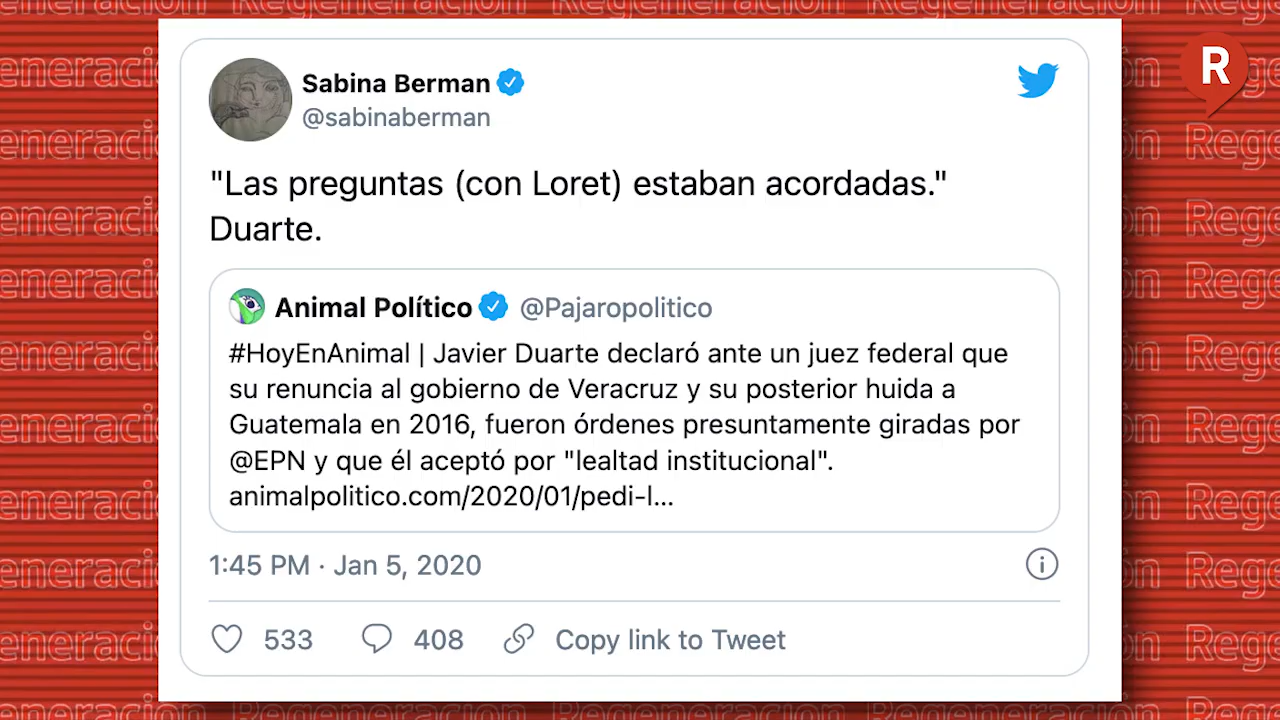 Regeneración
R
Sabina Berman
@sabinaberman
"Las preguntas (con Loret) estaban acordadas."
Duarte.
Animal Político @Pajaropolitico
#HoyEnAnimal | Javier Duarte declaró ante un juez federal que
su renuncia al gobierno de Veracruz y su posterior huida a
Guatemala en 2016, fueron órdenes presuntamente giradas por
@EPN y que él aceptó por "lealtad institucional".
animalpolitico.com/2020/01/pedi-l...
1:45 PM · Jan 5, 2020
533 408 Copy link to Tweet